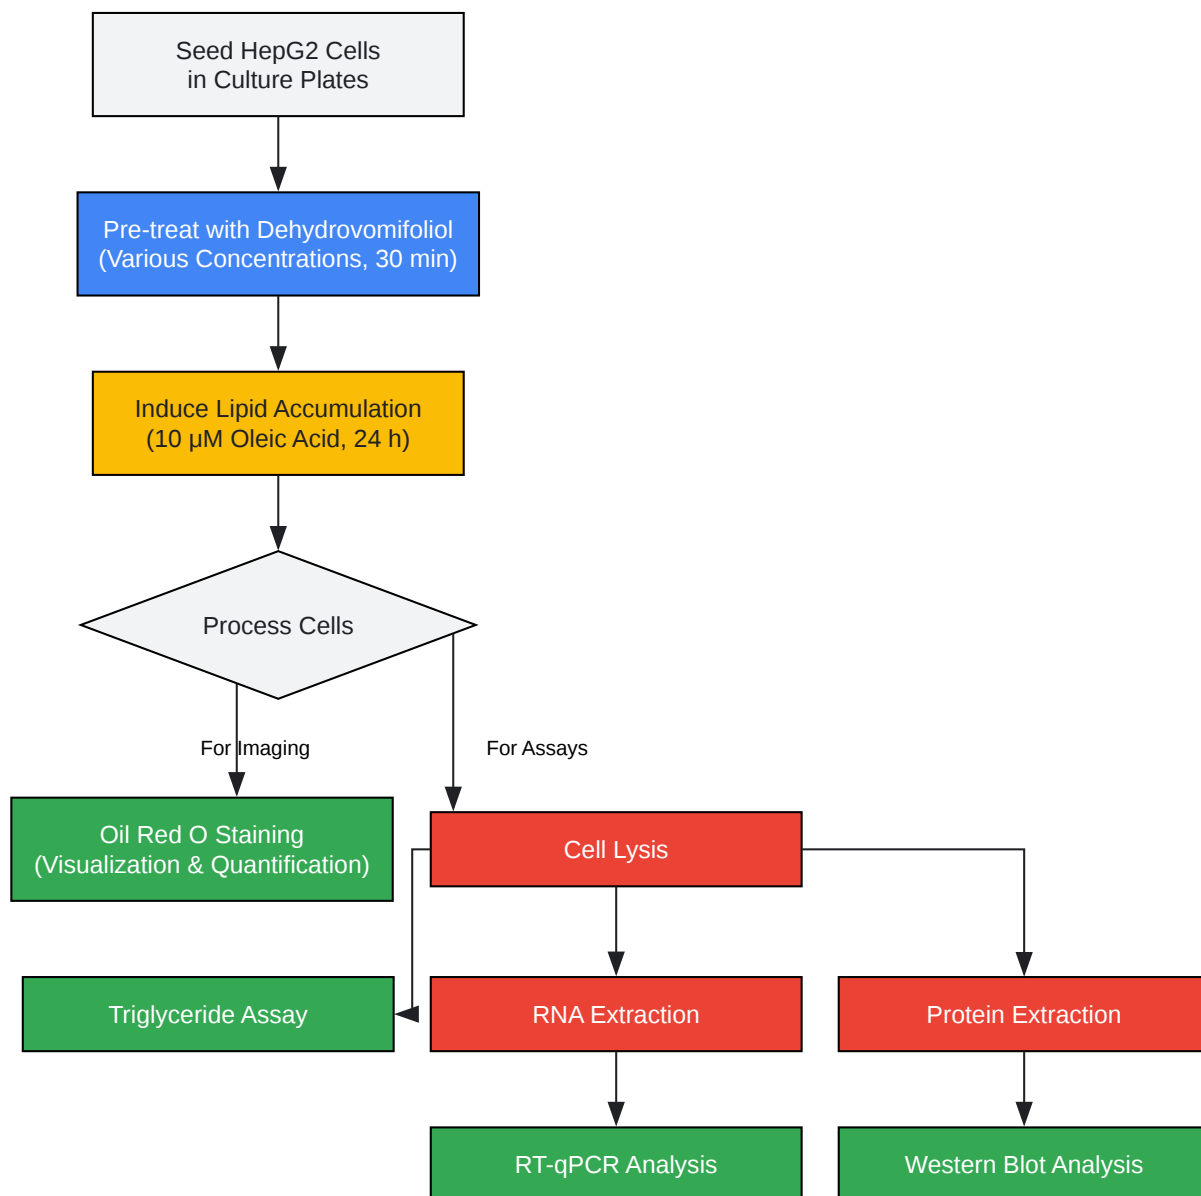 Seed HepG2 Cells
in Culture Plates
Pre-treat with Dehydrovomifoliol
(Various Concentrations, 30 min)
Induce Lipid Accumulation
(10 μM Oleic Acid, 24 h)
Process Cells
For Imaging
For Assays
Oil Red O Staining
(Visualization & Quantification)
Cell Lysis
Triglyceride Assay
RNA Extraction
Protein Extraction
RT-qPCR Analysis
Western Blot Analysis